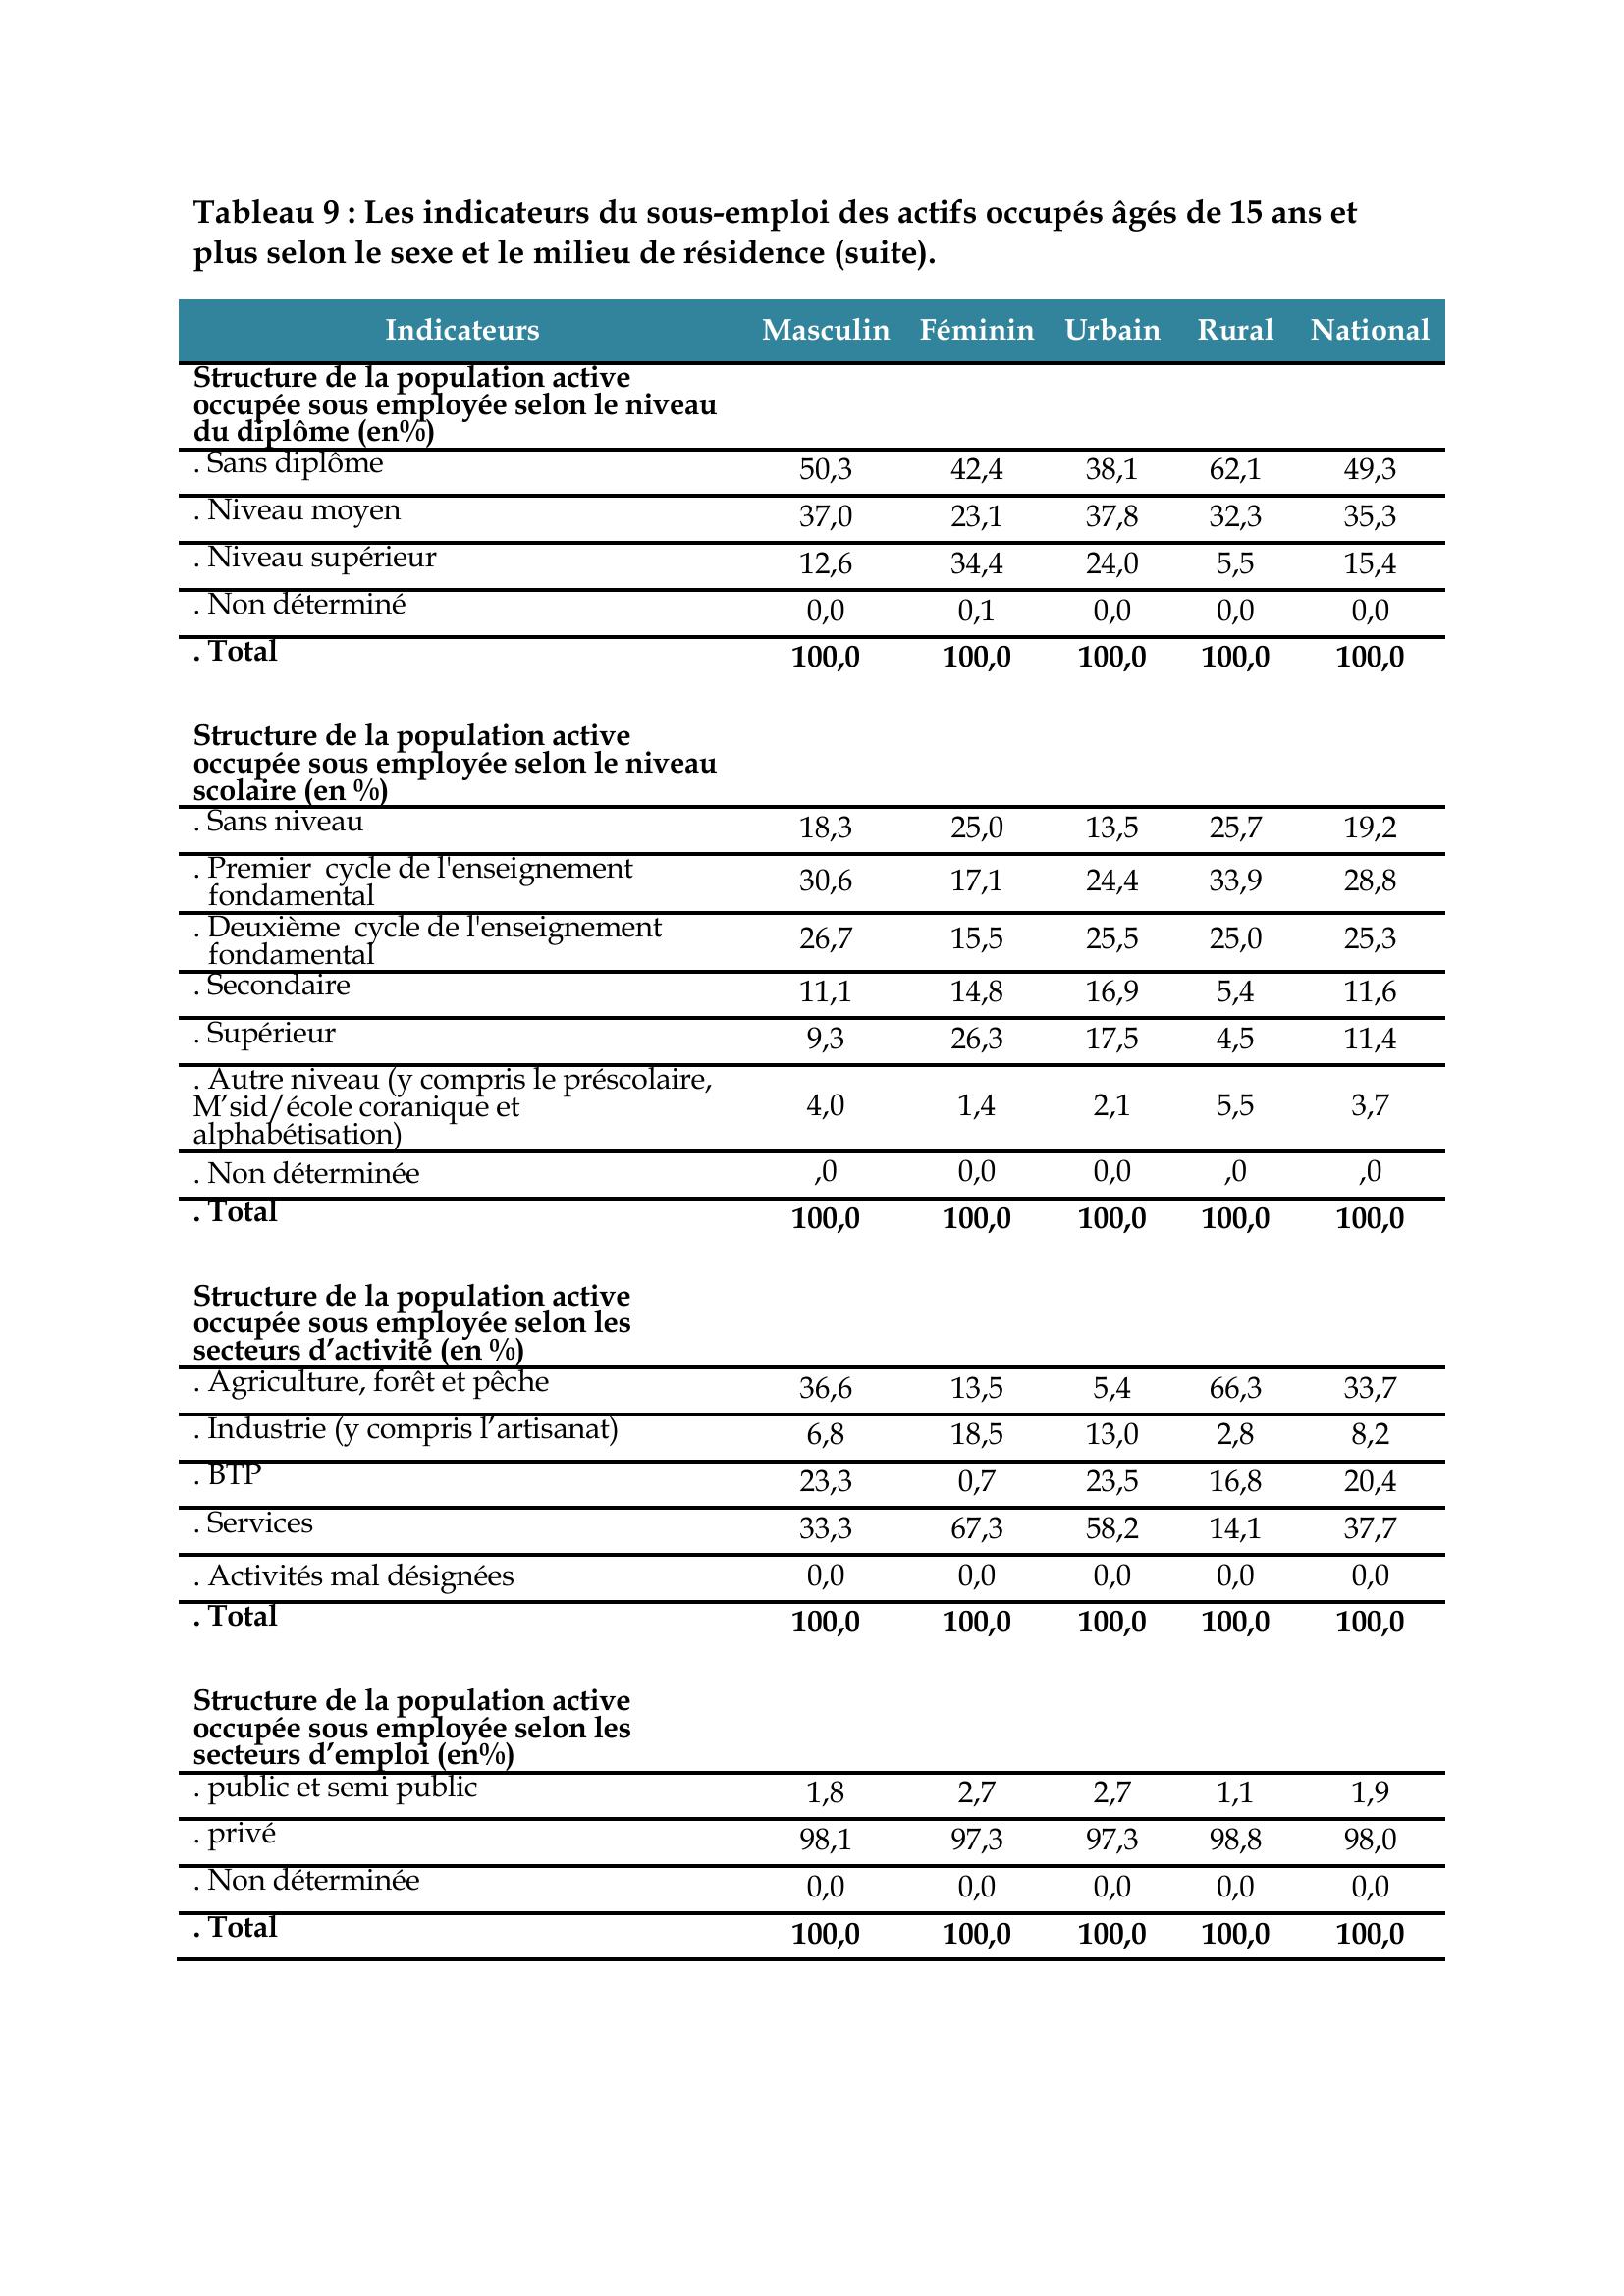 Tableau 9 : Les indicateurs du sous-emploi des actifs occupés âgés de 15 ans et
plus selon le sexe et le milieu de résidence (suite).
Indicateurs Masculin Féminin Urbain Rural National
Structure de la population active
occupée sous employée selon le niveau
du diplôme (en%)
. Sans diplôme 50,3 42,4 38,1 62,1 49,3
. Niveau moyen 37,0 23,1 37,8 32,3 35,3
. Niveau supérieur 12,6 34,4 24,0 5,5 15,4
. Non déterminé 0,0 0,1 0,0 0,0 0,0
. Total 100,0 100,0 100,0 100,0 100,0
Structure de la population active
occupée sous employée selon le niveau
scolaire (en %)
. Sans niveau 18,3 25,0 13,5 25,7 19,2
. Premier cycle de l'enseignement
fondamental 30,6 17,1 24,4 33,9 28,8
. Deuxième cycle de l'enseignement
fondamental 26,7 15,5 25,5 25,0 25,3
. Secondaire 11,1 14,8 16,9 5,4 11,6
. Supérieur 9,3 26,3 17,5 4,5 11,4
. Autre niveau (y compris le préscolaire,
M’sid/école coranique et 4,0 1,4 2,1 5,5 3,7
alphabétisation)
. Non déterminée ,0 0,0 0,0 ,0 ,0
. Total 100,0 100,0 100,0 100,0 100,0
Structure de la population active
occupée sous employée selon les
secteurs d’activité (en %)
. Agriculture, forêt et pêche 36,6 13,5 5,4 66,3 33,7
. Industrie (y compris l’artisanat) 6,8 18,5 13,0 2,8 8,2
. BTP 23,3 0,7 23,5 16,8 20,4
. Services 33,3 67,3 58,2 14,1 37,7
. Activités mal désignées 0,0 0,0 0,0 0,0 0,0
. Total 100,0 100,0 100,0 100,0 100,0
Structure de la population active
occupée sous employée selon les
secteurs d’emploi (en%)
. public et semi public 1,8 2,7 2,7 1,1 1,9
. privé 98,1 97,3 97,3 98,8 98,0
. Non déterminée 0,0 0,0 0,0 0,0 0,0
. Total 100,0 100,0 100,0 100,0 100,0